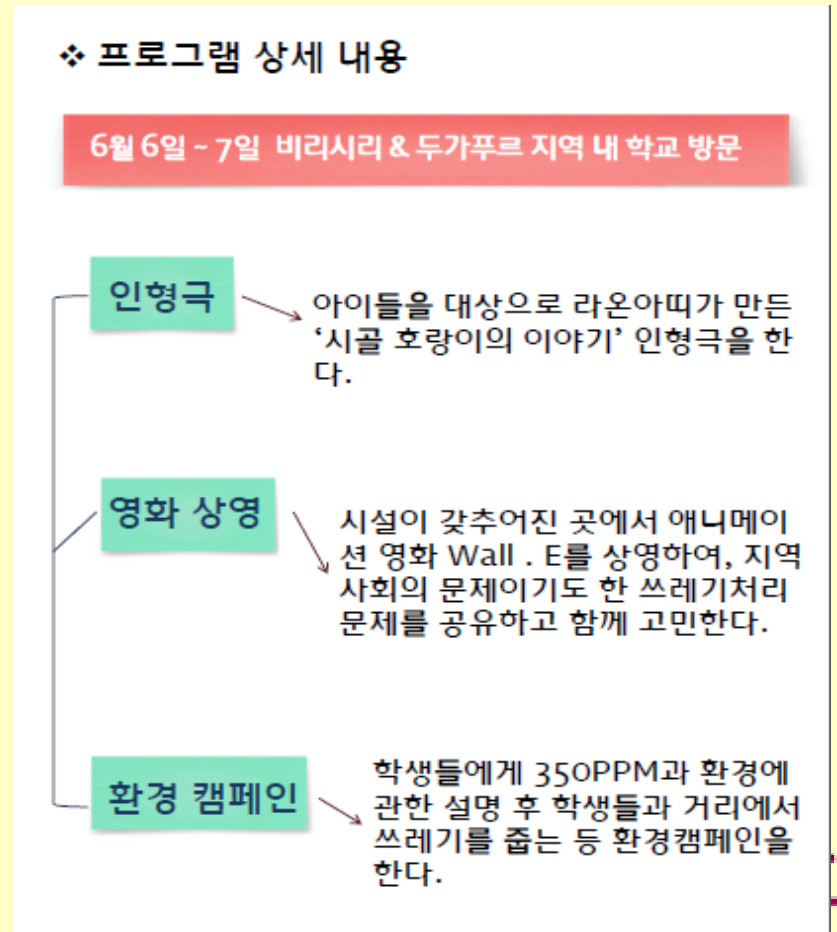 ❖ 프로그램 상세 내용
6월 6일 ~ 7일 비리시리 & 두가푸르 지역 내 학교 방문
인형극
아이들을 대상으로 라온아띠가 만든
‘시골 호랑이의 이야기’ 인형극을 한
다.
영화 상영
시설이 갖추어진 곳에서 애니메이
션 영화 Wall . E를 상영하여, 지역
사회의 문제이기도 한 쓰레기처리
문제를 공유하고 함께 고민한다.
환경 캠페인
학생들에게 350PPM과 환경에
관한 설명 후 학생들과 거리에서
쓰레기를 줍는 등 환경캠페인을
한다.